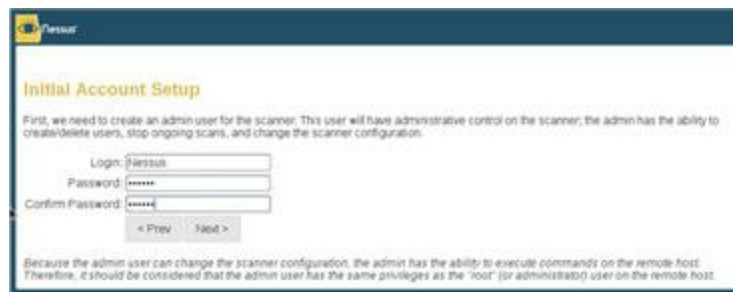 Nessus
Initial Account Setup
First, we need to create an admin user for the scanner. This user will have administrative control on the scanner; the admin has the ability to
create/delete users, stop ongoing scans, and change the scanner configuration.
Login: Nessus
Password: ••••••
Confirm Password: ••••••
< Prev Next >
Because the admin user can change the scanner configuration, the admin has the ability to execute commands on the remote host.
Therefore, it should be considered that the admin user has the same privileges as the "root" (or administrator) user on the remote host.